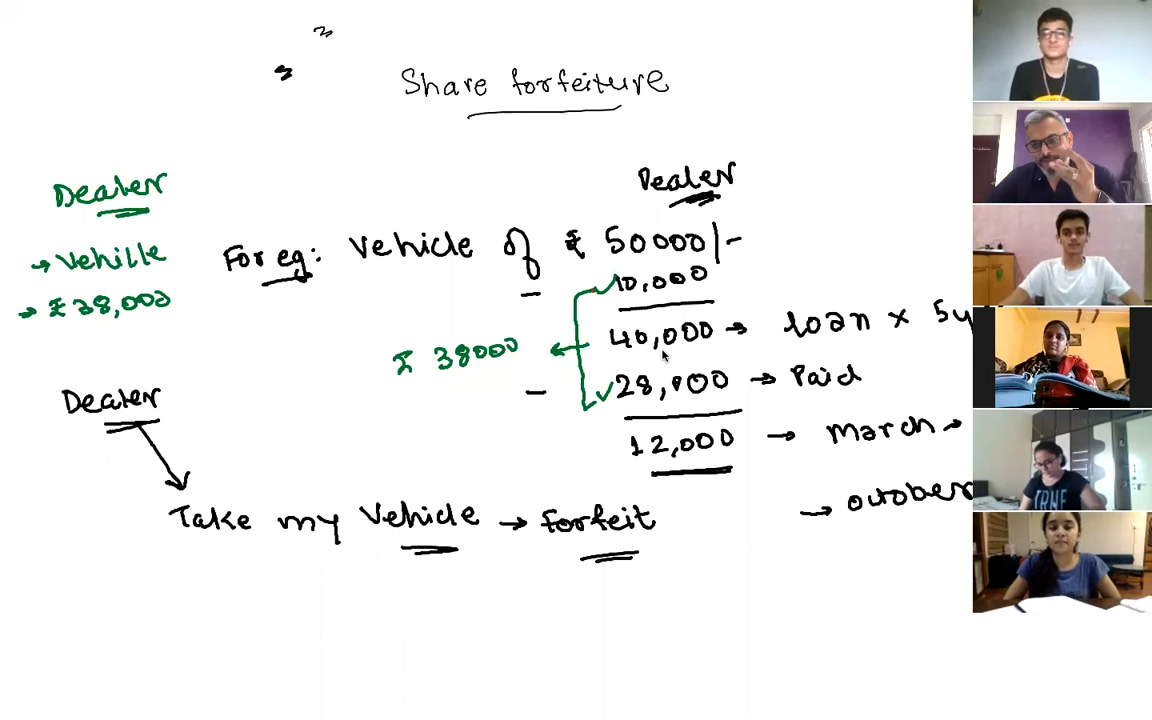 Share forfeiture
Dealer
Dealer
For eg: Vehicle of ₹ 50000/-
→ Vehille
- 10,000
→ ₹ 38,000
40,000 → loan x 5y
₹ 38000
- 28,000 → Paid
Dealer
12,000 → March →
→ October
Take my Vehicle → Forfeit